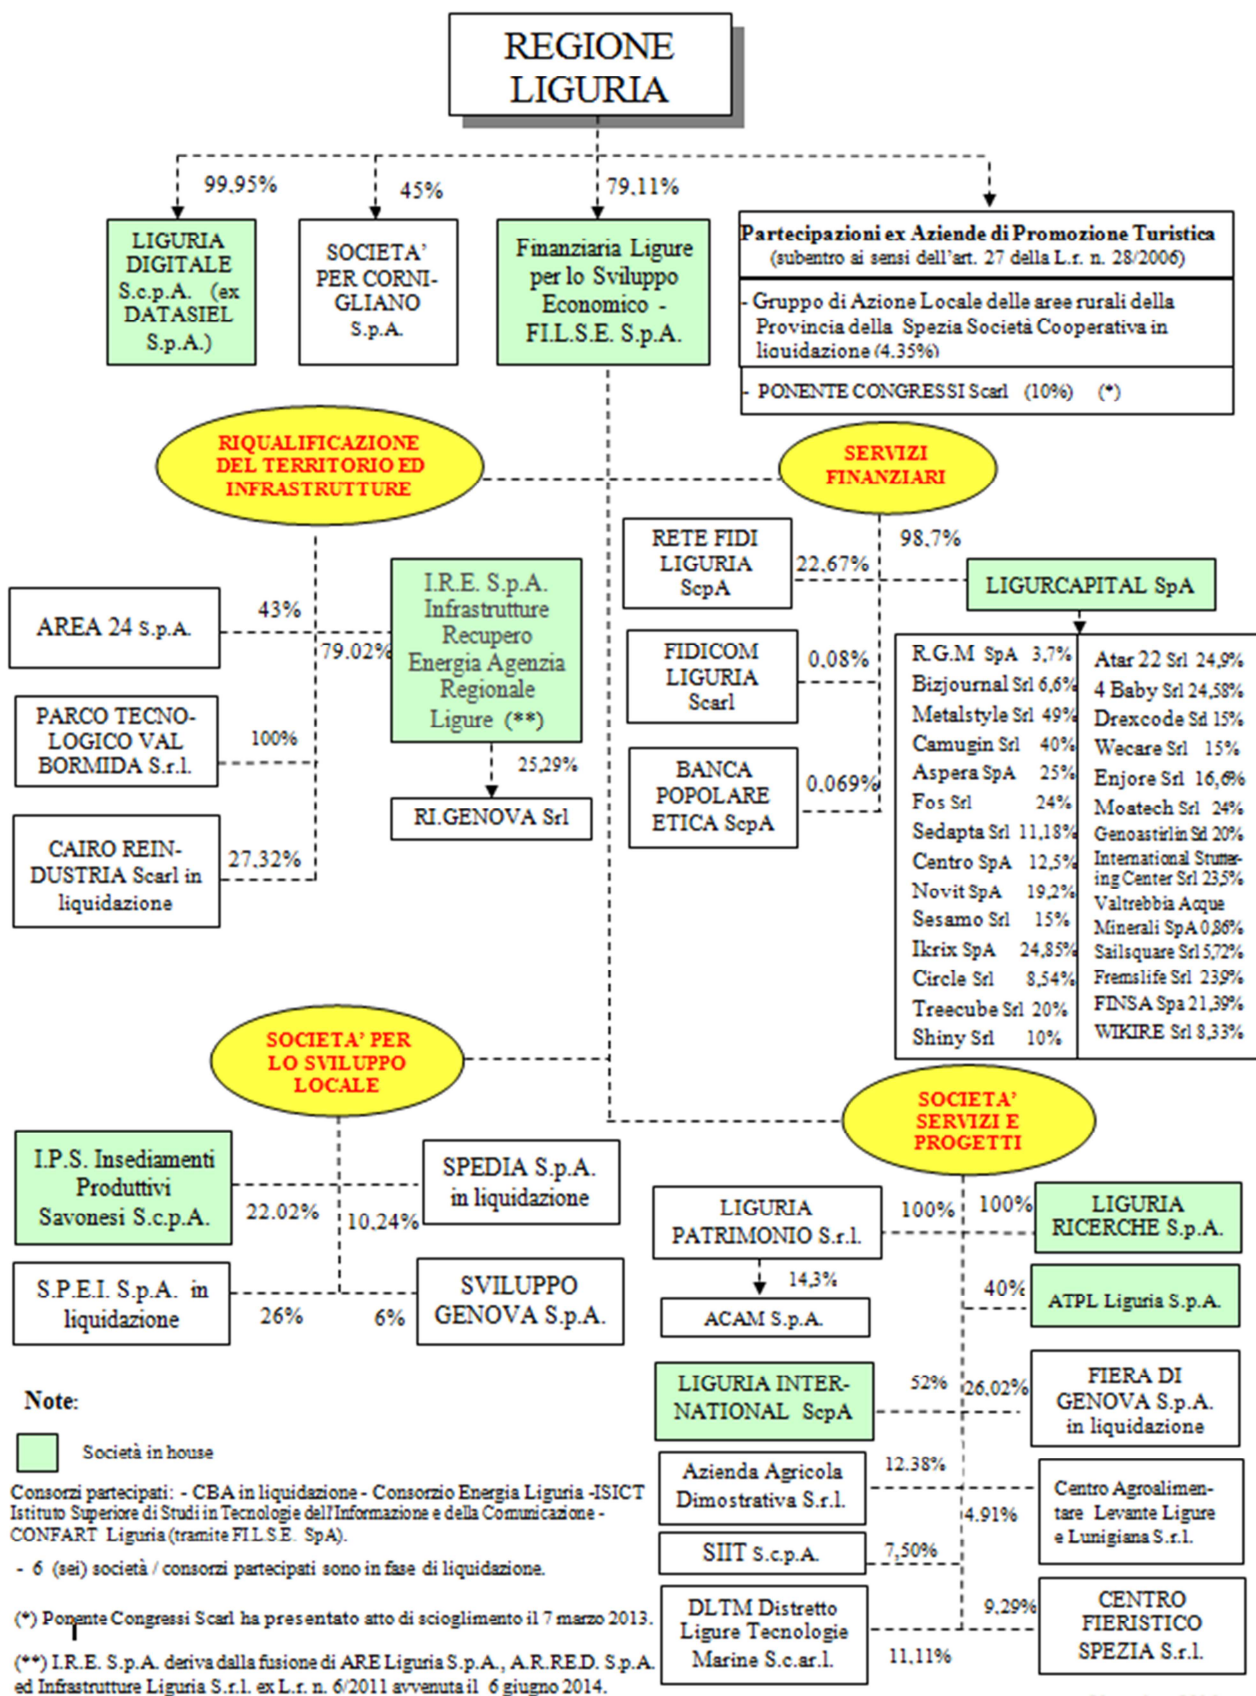 REGIONE
LIGURIA
99.95%
45%
79,11%
LIGURIA
DIGITALE
S.c.p.A. (ex
DATASIEL
S.p.A.)
SOCIETA'
PER CORNI-
GLIANO
S.p.A.
Finanziaria Ligure
per lo Sviluppo
Economico -
FI.L.S.E. S.p.A.
Partecipazioni ex Aziende di Promozione Turistica
(subentro ai sensi dell'art. 27 della L.r. n. 28/2006)
- Gruppo di Azione Locale delle aree rurali della
Provincia della Spezia Società Cooperativa in
liquidazione (4.35%)
- PONENTE CONGRESSI Scarl (10%) (*)
RIQUALIFICAZIONE
DEL TERRITORIO ED
INFRASTRUTTURE
SERVIZI
FINANZIARI
AREA 24 S.p.A.
43%
79.02%
I.R.E. S.p.A.
Infrastrutture
Recupero
Energia Agenzia
Regionale
Ligure (**)
PARCO TECNO-
LOGICO VAL
BORMIDA S.r.l.
100%
25,29%
RI.GENOVA Srl
CAIRO REIN-
DUSTRIA Scarl in
liquidazione
27,32%
RETE FIDI
LIGURIA
ScpA
22,67%
98,7%
LIGURCAPITAL SpA
FIDICOM
LIGURIA
Scarl
0,08%
BANCA
POPOLARE
ETICA ScpA
0,069%
R.G.M SpA 3,7%
Bizjournal Srl 6,6%
Metalstyle Srl 49%
Camugin Srl 40%
Aspera SpA 25%
Fos Srl 24%
Sedapta Srl 11,18%
Centro SpA 12,5%
Novit SpA 19,2%
Sesamo Srl 15%
Ikrix SpA 24,85%
Circle Srl 8,54%
Treecube Srl 20%
Shiny Srl 10%
Atar 22 Srl 24,9%
4 Baby Srl 24,58%
Drexcode Srl 15%
Wecare Srl 15%
Enjore Srl 16,6%
Moatech Srl 24%
Genoastirlin Srl 20%
International Stutter-
ing Center Srl 23,5%
Valtrebbia Acque
Minerali SpA 0,86%
Sailsquare Srl 5,72%
Fremslife Srl 23,9%
FINSA Spa 21,39%
WIKIRE Srl 8,33%
SOCIETA' PER
LO SVILUPPO
LOCALE
SOCIETA'
SERVIZI E
PROGETTI
I.P.S. Insediamenti
Produttivi
Savonesi S.c.p.A.
22.02%
10,24%
SPEDIA S.p.A.
in liquidazione
S.P.E.I. S.p.A. in
liquidazione
26%
6%
SVILUPPO
GENOVA S.p.A.
LIGURIA
PATRIMONIO S.r.l.
100%
100%
LIGURIA
RICERCHE S.p.A.
14,3%
ACAM S.p.A.
40%
ATPL Liguria S.p.A.
LIGURIA INTER-
NATIONAL ScpA
52%
26.02%
FIERA DI
GENOVA S.p.A.
in liquidazione
Azienda Agricola
Dimostrativa S.r.l.
12.38%
4.91%
Centro Agroalimen-
tare Levante Ligure
e Lunigiana S.r.l.
SIIT S.c.p.A.
7,50%
DLTM Distretto
Ligure Tecnologie
Marine S.c.ar.l.
11,11%
9,29%
CENTRO
FIERISTICO
SPEZIA S.r.l.
Note:
Società in house
Consorzi partecipati: - CBA in liquidazione - Consorzio Energia Liguria -ISICT
Istituto Superiore di Studi in Tecnologie dell'Informazione e della Comunicazione -
CONFART Liguria (tramite FI.L.S.E. SpA).
- 6 (sei) società / consorzi partecipati sono in fase di liquidazione.
(*) Ponente Congressi Scarl ha presentato atto di scioglimento il 7 marzo 2013.
(**) I.R.E. S.p.A. deriva dalla fusione di ARE Liguria S.p.A., A.R.RED. S.p.A.
ed Infrastrutture Liguria S.r.l. ex L.r. n. 6/2011 avvenuta il 6 giugno 2014.